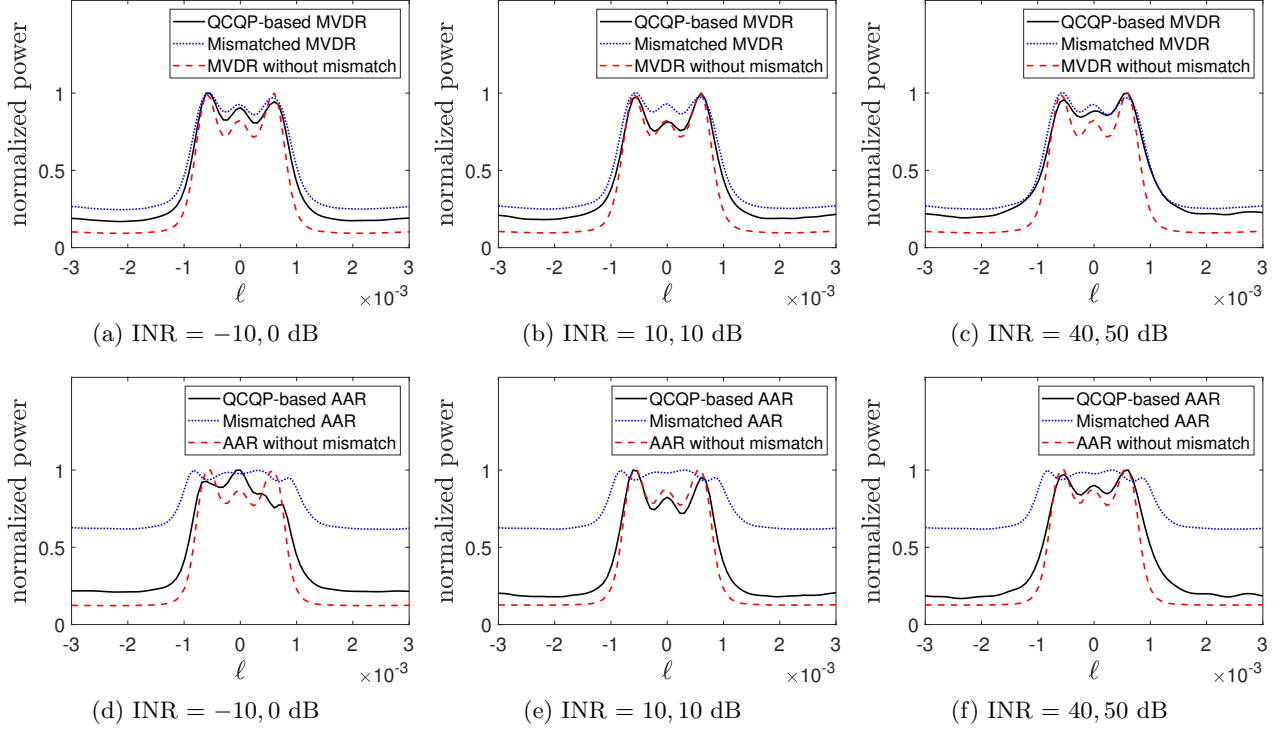 QCQP-based MVDR
Mismatched MVDR
MVDR without mismatch
normalized power
1
0.5
0
-3 -2 -1 0 1 2 3
ℓ
×10⁻³
(a) INR = −10, 0 dB
QCQP-based MVDR
Mismatched MVDR
MVDR without mismatch
normalized power
1
0.5
0
-3 -2 -1 0 1 2 3
ℓ
×10⁻³
(b) INR = 10, 10 dB
QCQP-based MVDR
Mismatched MVDR
MVDR without mismatch
normalized power
1
0.5
0
-3 -2 -1 0 1 2 3
ℓ
×10⁻³
(c) INR = 40, 50 dB
QCQP-based AAR
Mismatched AAR
AAR without mismatch
normalized power
1
0.5
0
-3 -2 -1 0 1 2 3
ℓ
×10⁻³
(d) INR = −10, 0 dB
QCQP-based AAR
Mismatched AAR
AAR without mismatch
normalized power
1
0.5
0
-3 -2 -1 0 1 2 3
ℓ
×10⁻³
(e) INR = 10, 10 dB
QCQP-based AAR
Mismatched AAR
AAR without mismatch
normalized power
1
0.5
0
-3 -2 -1 0 1 2 3
ℓ
×10⁻³
(f) INR = 40, 50 dB